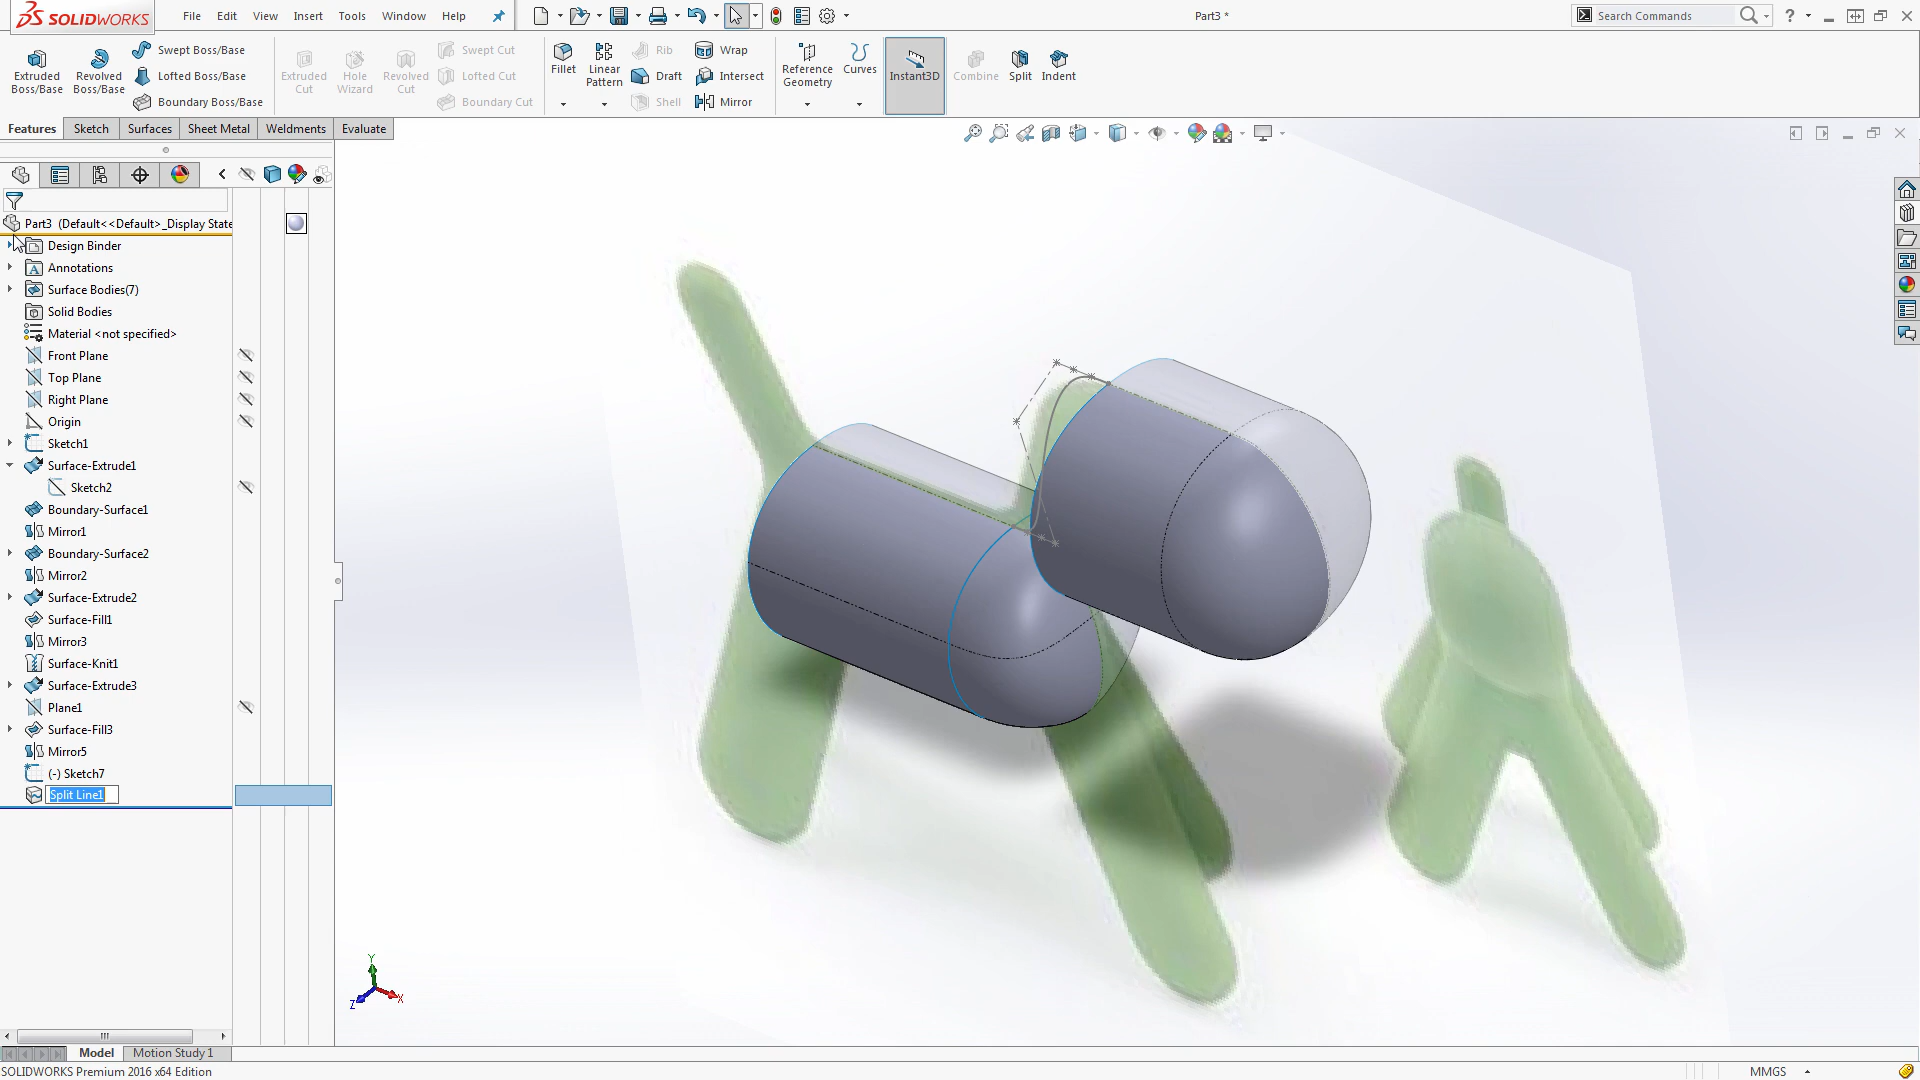 SOLIDWORKS
File Edit View Insert Tools Window Help
Part3 *
Search Commands
Extruded Boss/Base
Revolved Boss/Base
Swept Boss/Base
Lofted Boss/Base
Boundary Boss/Base
Extruded Cut
Hole Wizard
Revolved Cut
Swept Cut
Lofted Cut
Boundary Cut
Fillet
Linear Pattern
Rib
Draft
Shell
Wrap
Intersect
Mirror
Reference Geometry
Curves
Instant3D
Combine
Split
Indent
Features Sketch Surfaces Sheet Metal Weldments Evaluate
Part3 (Default<<Default>_Display State
Design Binder
Annotations
Surface Bodies(7)
Solid Bodies
Material <not specified>
Front Plane
Top Plane
Right Plane
Origin
Sketch1
Surface-Extrude1
Sketch2
Boundary-Surface1
Mirror1
Boundary-Surface2
Mirror2
Surface-Extrude2
Surface-Fill1
Mirror3
Surface-Knit1
Surface-Extrude3
Plane1
Surface-Fill3
Mirror5
(-) Sketch7
Split Line1
Y
Z
X
Model Motion Study 1
SOLIDWORKS Premium 2016 x64 Edition
MMGS